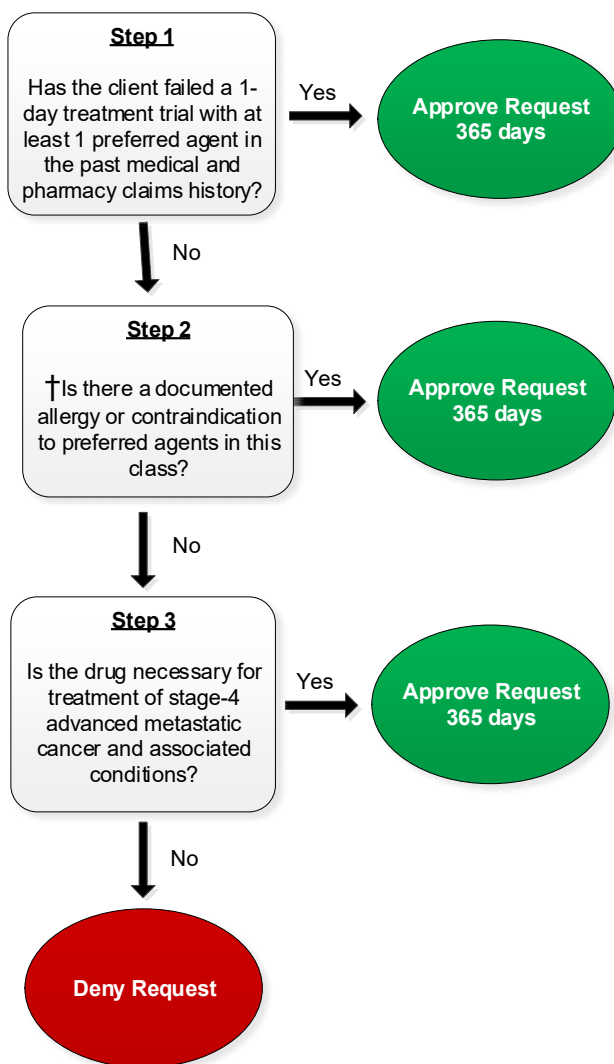 Step 1
Has the client failed a 1-
day treatment trial with at
least 1 preferred agent in
the past medical and
pharmacy claims history?
Yes
Approve Request
365 days
No
Step 2
†Is there a documented
allergy or contraindication
to preferred agents in this
class?
Yes
Approve Request
365 days
No
Step 3
Is the drug necessary for
treatment of stage-4
advanced metastatic
cancer and associated
conditions?
Yes
Approve Request
365 days
No
Deny Request